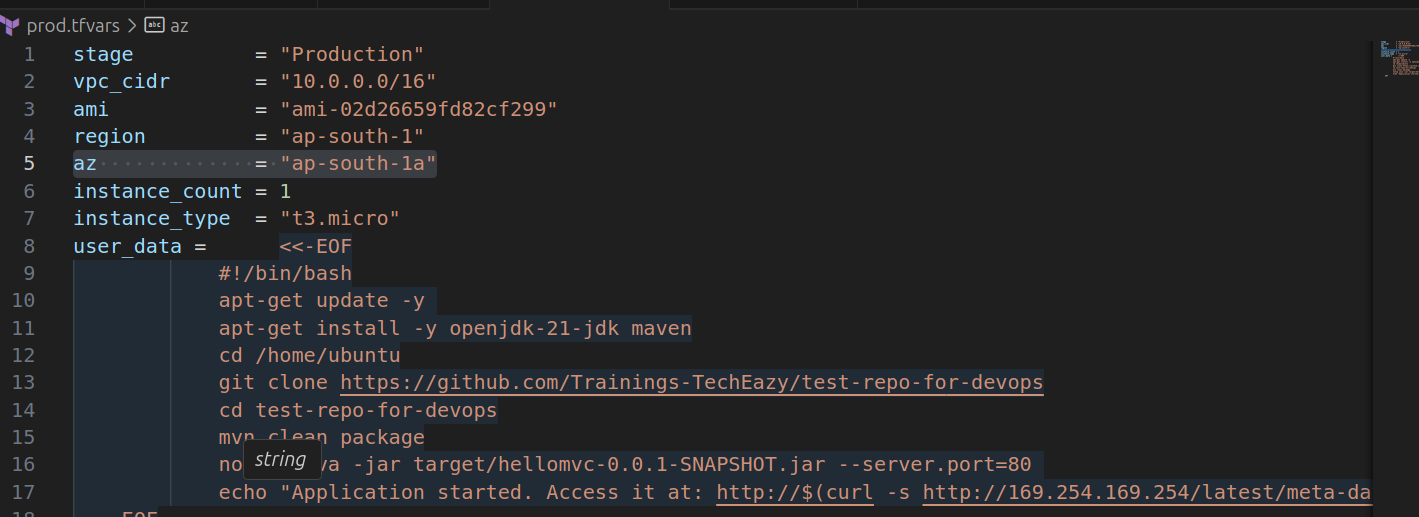 prod.tfvars > abc az
1 stage = "Production"
2 vpc_cidr = "10.0.0.0/16"
3 ami = "ami-02d26659fd82cf299"
4 region = "ap-south-1"
5 az = "ap-south-1a"
6 instance_count = 1
7 instance_type = "t3.micro"
8 user_data = <<-EOF
9 #!/bin/bash
10 apt-get update -y
11 apt-get install -y openjdk-21-jdk maven
12 cd /home/ubuntu
13 git clone https://github.com/Trainings-TechEazy/test-repo-for-devops
14 cd test-repo-for-devops
15 mvn clean package
string
16 no va -jar target/hellomvc-0.0.1-SNAPSHOT.jar --server.port=80
17 echo "Application started. Access it at: http://$(curl -s http://169.254.169.254/latest/meta-da
18 EOF